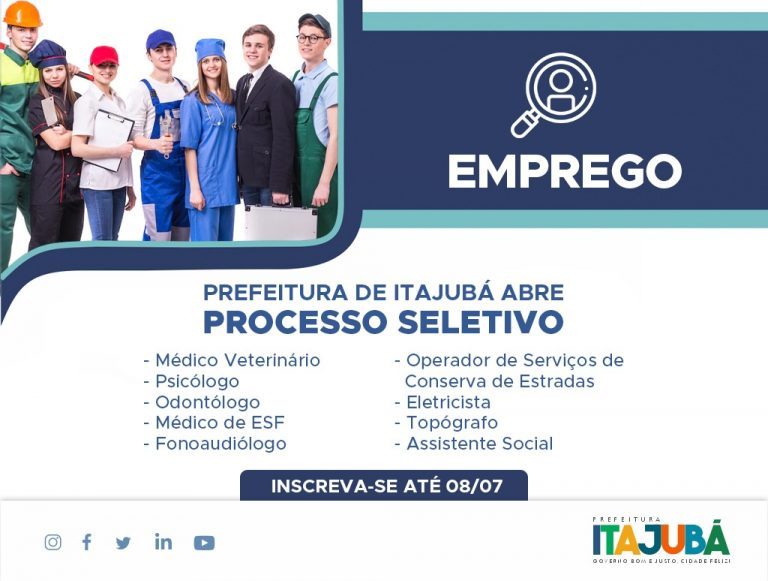 EMPREGO
PREFEITURA DE ITAJUBÁ ABRE
PROCESSO SELETIVO
- Médico Veterinário
- Psicólogo
- Odontólogo
- Médico de ESF
- Fonoaudiólogo
- Operador de Serviços de
Conserva de Estradas
- Eletricista
- Topógrafo
- Assistente Social
INSCREVA-SE ATÉ 08/07
PREFEITURA
ITAJUBÁ
GOVERNO BOM E JUSTO, CIDADE FELIZ!